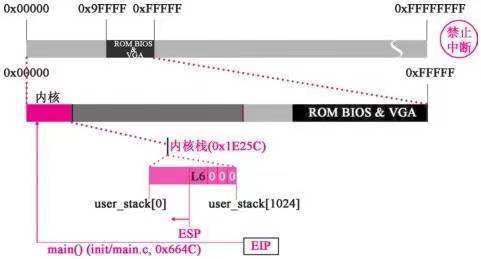 0x00000 0x9FFFF 0xFFFFF 0xFFFFFFFF
ROM BIOS & VGA
禁止中断
0x00000 0xFFFFF
内核
ROM BIOS & VGA
内核栈(0x1E25C)
L6 0 0 0
user_stack[0] user_stack[1024]
ESP
main() (init/main.c, 0x664C) EIP